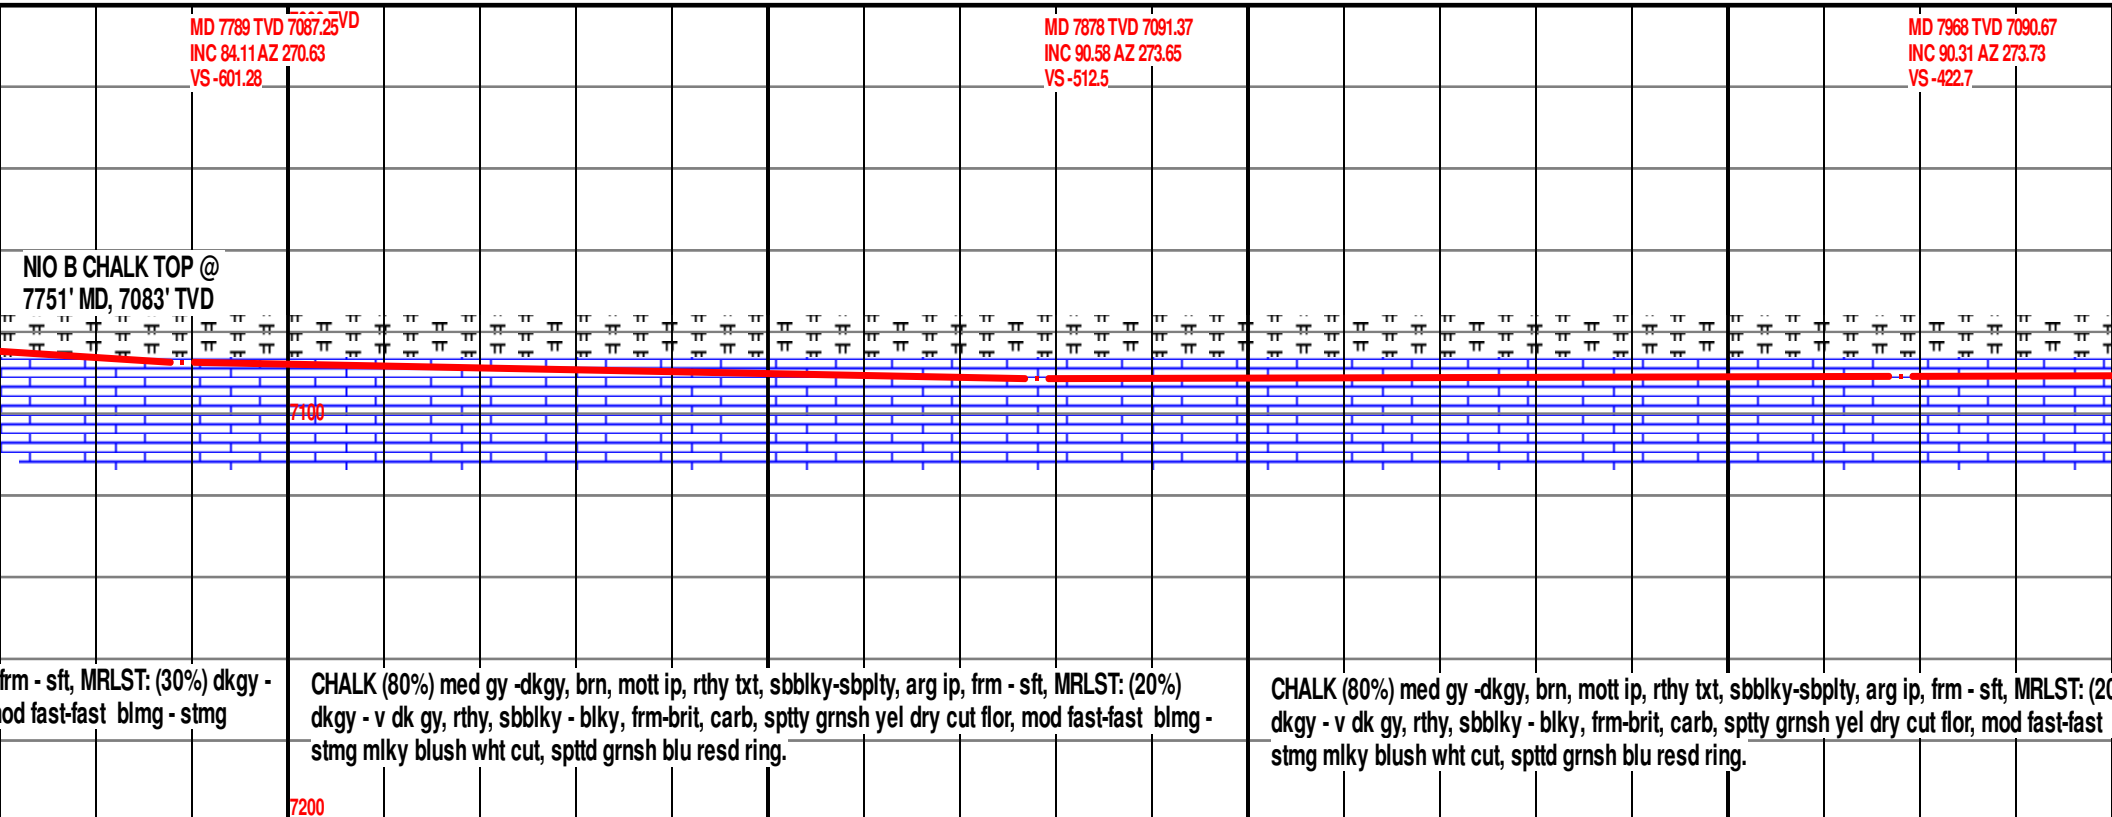 MD 7789 TVD 7087.25
INC 84.11 AZ 270.63
VS -601.28
TVD
MD 7878 TVD 7091.37
INC 90.58 AZ 273.65
VS -512.5
MD 7968 TVD 7090.67
INC 90.31 AZ 273.73
VS -422.7
NIO B CHALK TOP @
7751' MD, 7083' TVD
7100
frm - sft, MRLST: (30%) dkgy -
mod fast-fast blmg - stmg
CHALK (80%) med gy -dkgy, brn, mott ip, rthy txt, sbblky-sbplty, arg ip, frm - sft, MRLST: (20%)
dkgy - v dk gy, rthy, sbblky - blky, frm-brit, carb, sptty grnsh yel dry cut flor, mod fast-fast blmg -
stmg mlky blush wht cut, spttd grnsh blu resd ring.
CHALK (80%) med gy -dkgy, brn, mott ip, rthy txt, sbblky-sbplty, arg ip, frm - sft, MRLST: (20
dkgy - v dk gy, rthy, sbblky - blky, frm-brit, carb, sptty grnsh yel dry cut flor, mod fast-fast
stmg mlky blush wht cut, spttd grnsh blu resd ring.
7200